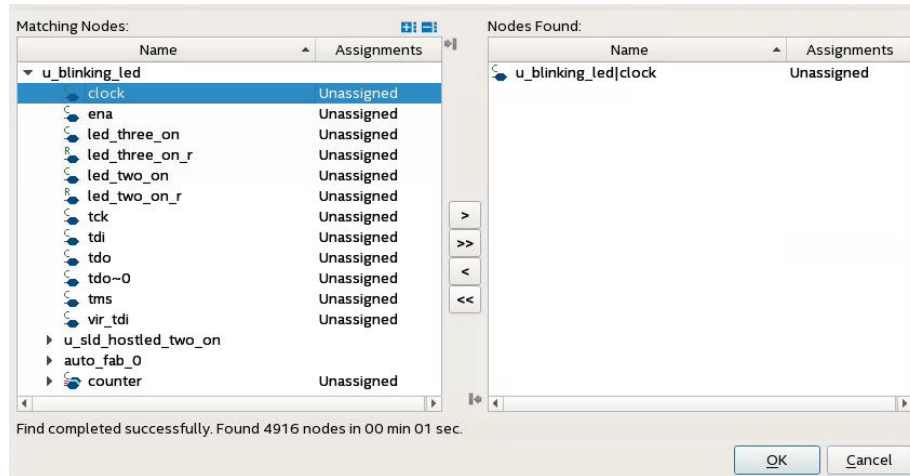 Matching Nodes:
Name Assignments
u_blinking_led
clock Unassigned
ena Unassigned
led_three_on Unassigned
R led_three_on_r Unassigned
led_two_on Unassigned
R led_two_on_r Unassigned
tck Unassigned
tdi Unassigned
tdo Unassigned
tdo~0 Unassigned
tms Unassigned
vir_tdi Unassigned
u_sld_hostled_two_on
auto_fab_0
counter Unassigned
>
>>
<
<<
Nodes Found:
Name Assignments
u_blinking_led|clock Unassigned
Find completed successfully. Found 4916 nodes in 00 min 01 sec.
OK Cancel